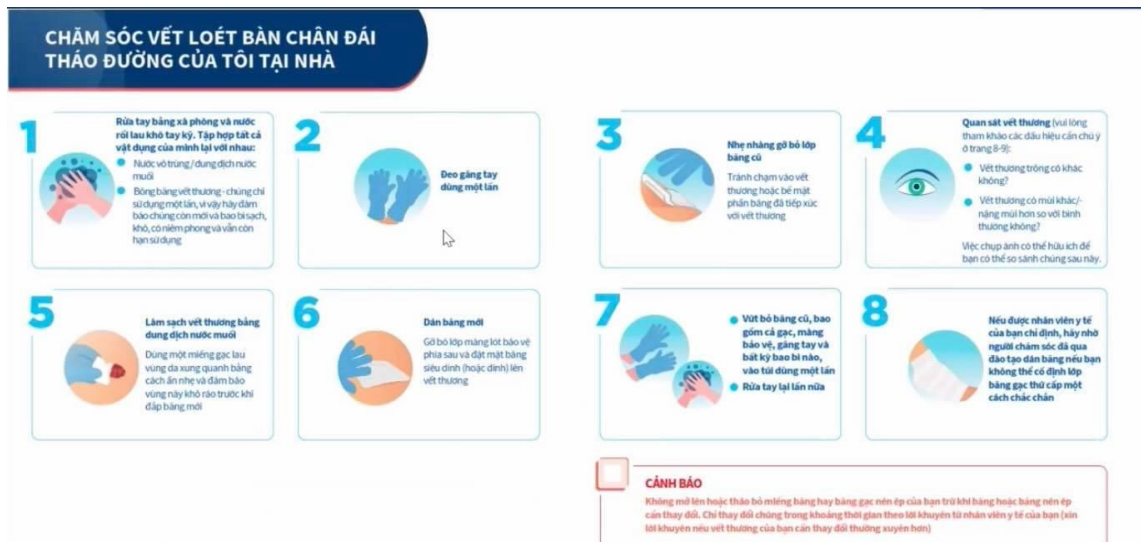 CHĂM SÓC VẾT LOÉT BÀN CHÂN ĐÁI
THÁO ĐƯỜNG CỦA TÔI TẠI NHÀ
1
Rửa tay bằng xà phòng và nước
rồi lau khô tay kỹ. Tập hợp tất cả
vật dụng của mình lại với nhau:
Nước vô trùng/dung dịch nước
muối
Bông băng vết thương - chúng chỉ
sử dụng một lần, vì vậy hãy đảm
bảo chúng còn mới và bao bì sạch,
khô, có niêm phong và vẫn còn
hạn sử dụng
2
Đeo găng tay
dùng một lần
3
Nhẹ nhàng gỡ bỏ lớp
băng cũ
Tránh chạm vào vết
thương hoặc bề mặt
phần băng đã tiếp xúc
với vết thương
4
Quan sát vết thương (vui lòng
tham khảo các dấu hiệu cần chú ý
ở trang 8-9):
Vết thương trông có khác
không?
Vết thương có mùi khác/-
nặng mùi hơn so với bình
thường không?
Việc chụp ảnh có thể hữu ích để
bạn có thể so sánh chúng sau này.
5
Làm sạch vết thương bằng
dung dịch nước muối
Dùng một miếng gạc lau
vùng da xung quanh bằng
cách ấn nhẹ và đảm bảo
vùng này khô ráo trước khi
đắp băng mới
6
Dán băng mới
Gỡ bỏ lớp màng lót bảo vệ
phía sau và đặt mặt băng
siêu dính (hoặc dính) lên
vết thương
7
Vứt bỏ băng cũ, bao
gồm cả gạc, màng
bảo vệ, găng tay và
bất kỳ bao bì nào,
vào túi dùng một lần
Rửa tay lại lần nữa
8
Nếu được nhân viên y tế
của bạn chỉ định, hãy nhờ
người chăm sóc đã qua
đào tạo dán băng nếu bạn
không thể cố định lớp
băng gạc thứ cấp một
cách chắc chắn
CẢNH BÁO
Không mở lên hoặc tháo bỏ miếng băng hay băng gạc nén ép của bạn trừ khi băng hoặc băng nén ép
cần thay đổi. Chỉ thay đổi chúng trong khoảng thời gian theo lời khuyên từ nhân viên y tế của bạn (xin
lời khuyên nếu vết thương của bạn cần thay đổi thường xuyên hơn)